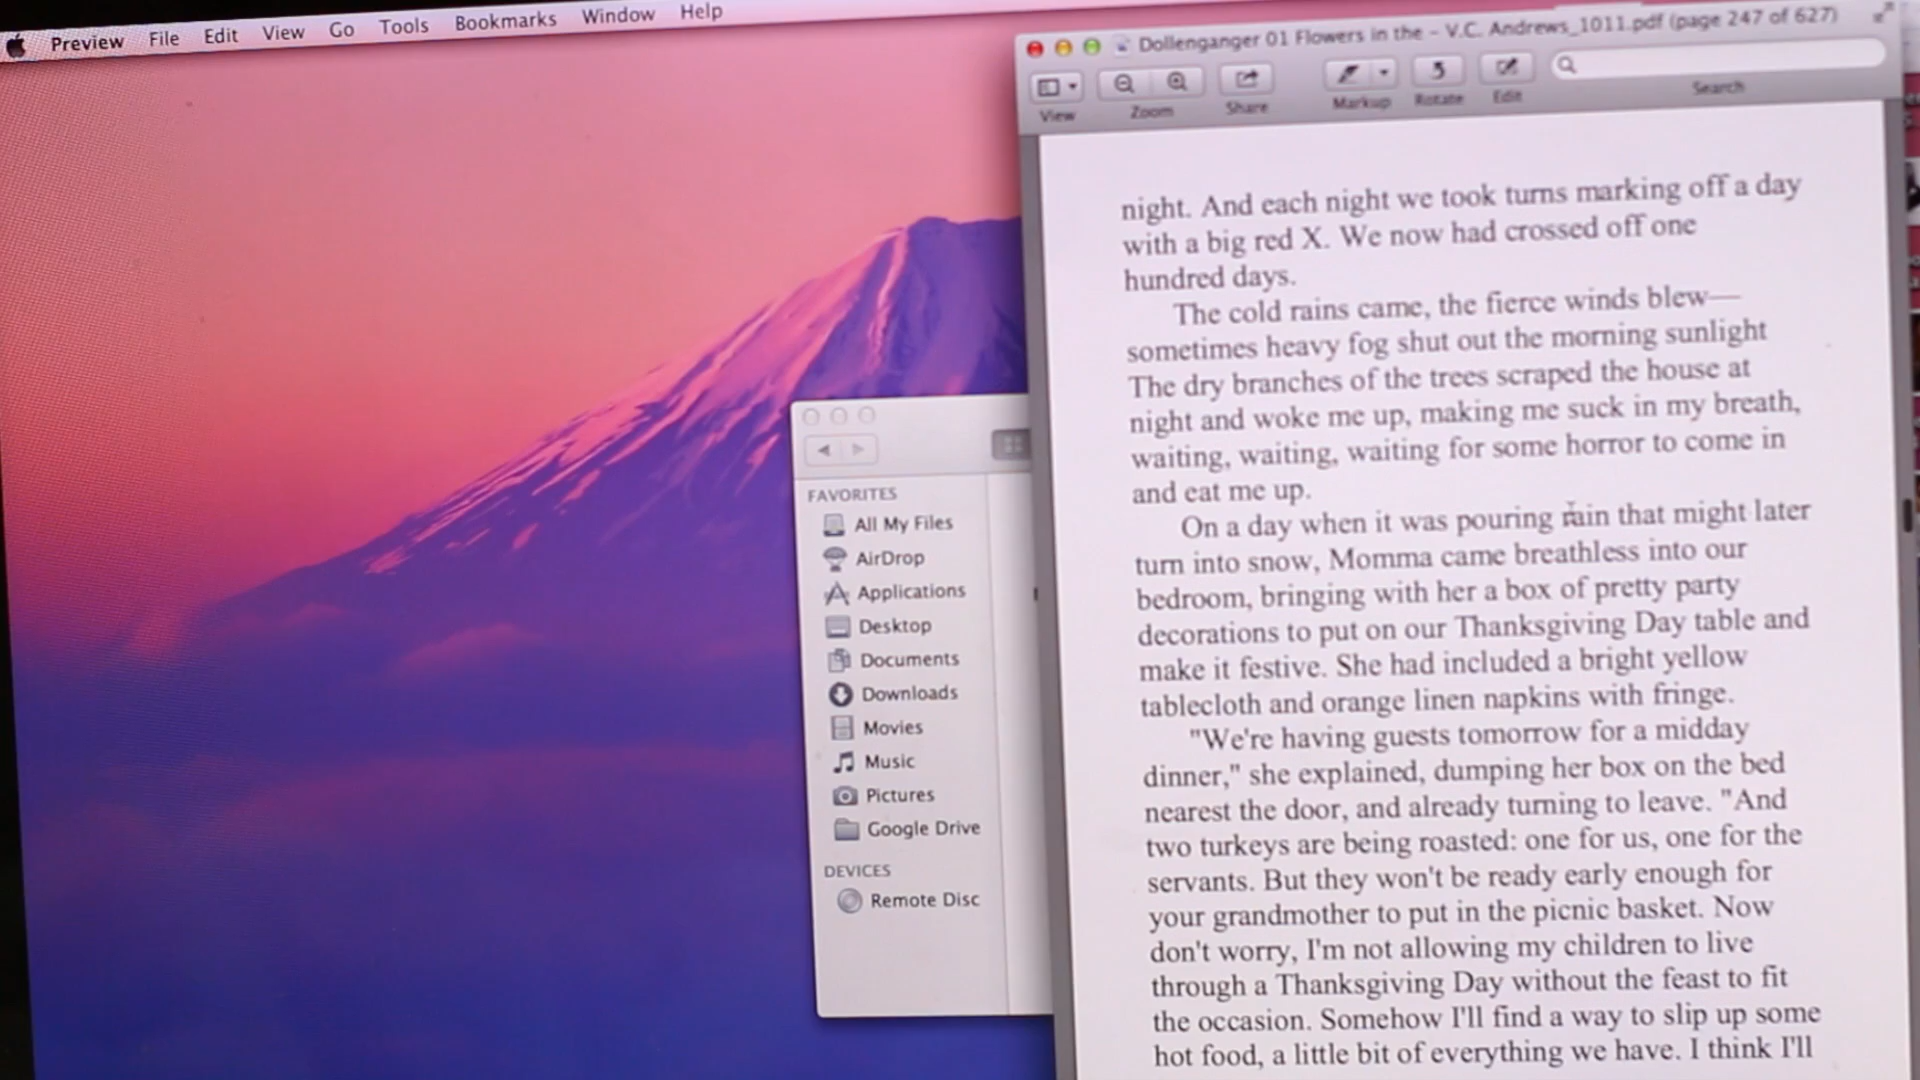 Preview File Edit View Go Tools Bookmarks Window Help
Dollenganger 01 Flowers in the - V.C. Andrews_1011.pdf (page 247 of 627)
View Zoom Share Markup Rotate Edit Search
FAVORITES
All My Files
AirDrop
Applications
Desktop
Documents
Downloads
Movies
Music
Pictures
Google Drive
DEVICES
Remote Disc
night. And each night we took turns marking off a day
with a big red X. We now had crossed off one
hundred days.
The cold rains came, the fierce winds blew—
sometimes heavy fog shut out the morning sunlight
The dry branches of the trees scraped the house at
night and woke me up, making me suck in my breath,
waiting, waiting, waiting for some horror to come in
and eat me up.
On a day when it was pouring rain that might later
turn into snow, Momma came breathless into our
bedroom, bringing with her a box of pretty party
decorations to put on our Thanksgiving Day table and
make it festive. She had included a bright yellow
tablecloth and orange linen napkins with fringe.
"We're having guests tomorrow for a midday
dinner," she explained, dumping her box on the bed
nearest the door, and already turning to leave. "And
two turkeys are being roasted: one for us, one for the
servants. But they won't be ready early enough for
your grandmother to put in the picnic basket. Now
don't worry, I'm not allowing my children to live
through a Thanksgiving Day without the feast to fit
the occasion. Somehow I'll find a way to slip up some
hot food, a little bit of everything we have. I think I'll